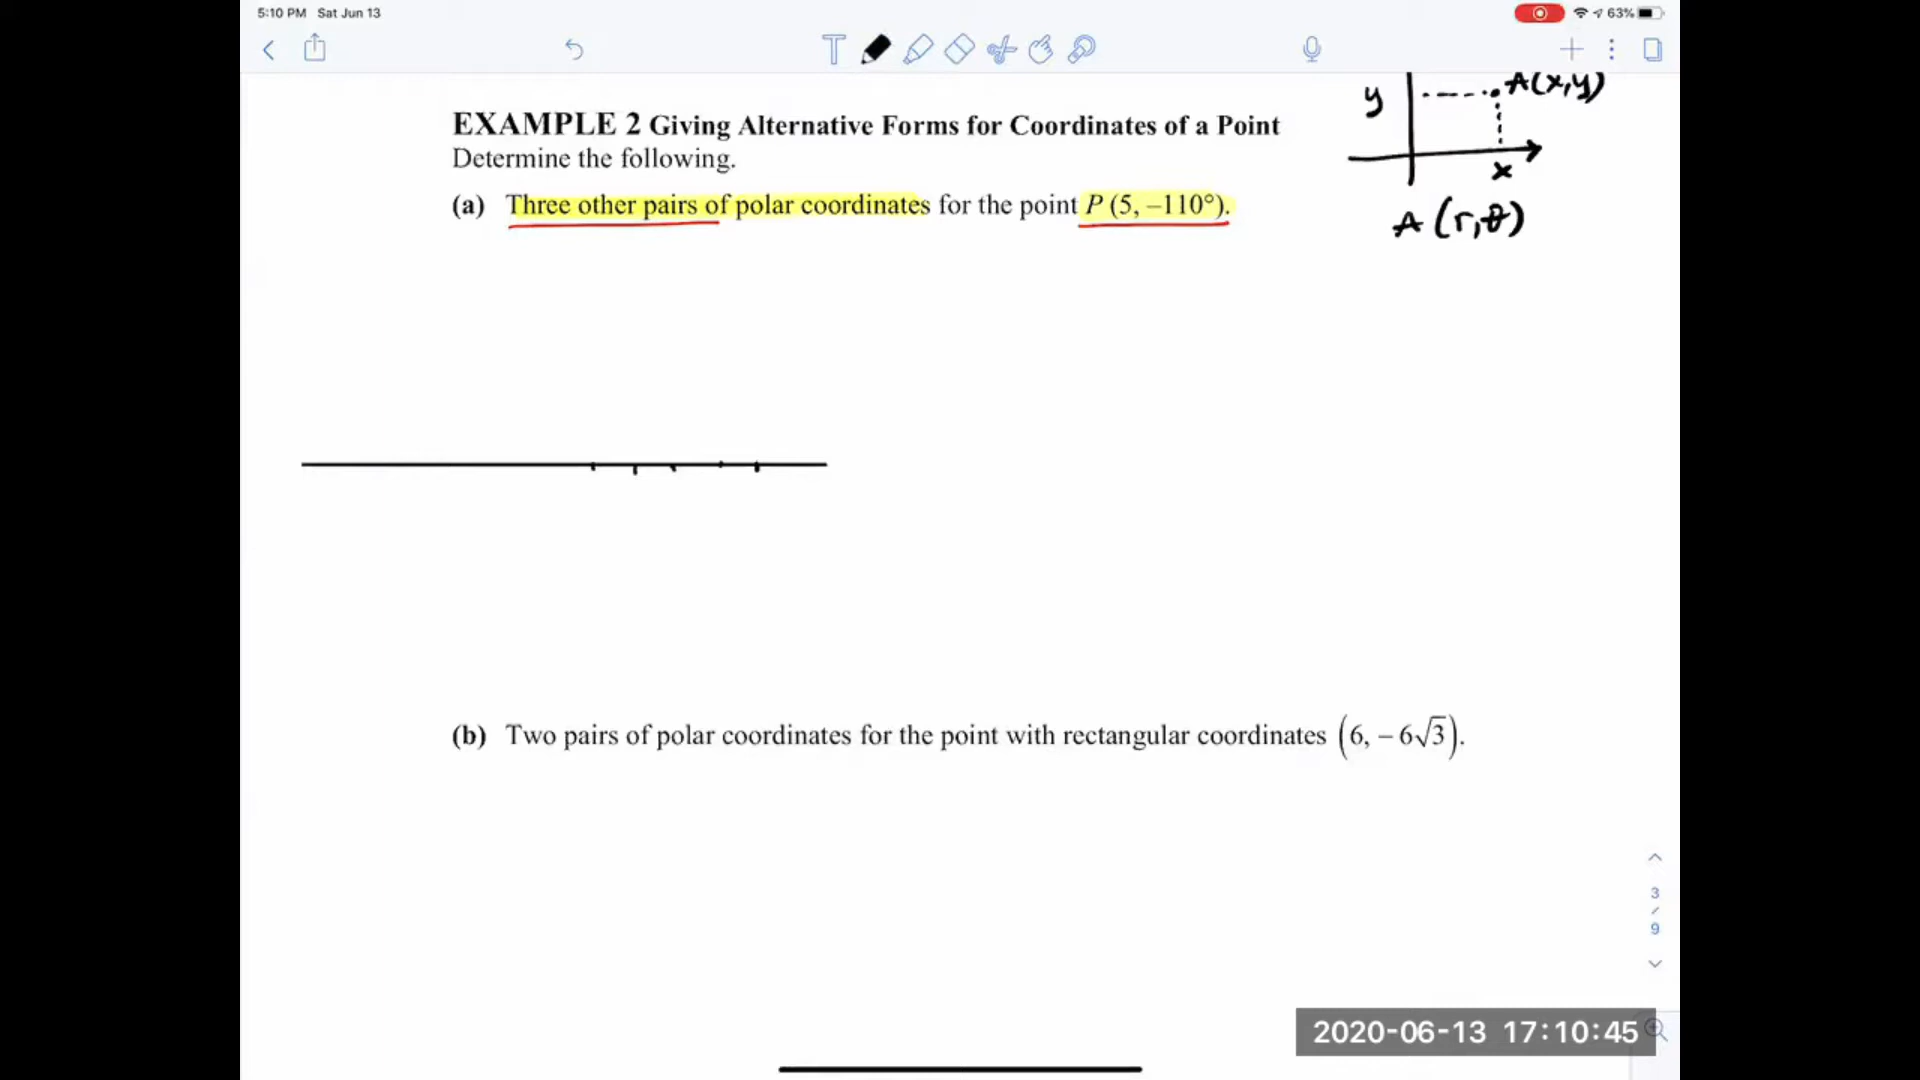 5:10 PM Sat Jun 13
63%
y
A(x,y)
x
EXAMPLE 2 Giving Alternative Forms for Coordinates of a Point
Determine the following.
(a) Three other pairs of polar coordinates for the point P (5, –110°).
A (r,θ)
(b) Two pairs of polar coordinates for the point with rectangular coordinates (6, – 6√3).
3
/
9
2020-06-13 17:10:45